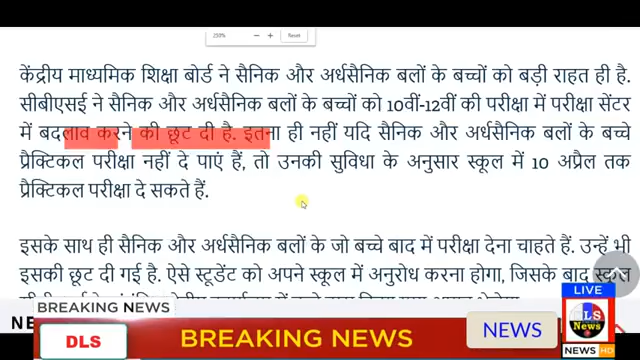 253%
Reset
केंद्रीय माध्यमिक शिक्षा बोर्ड ने सैनिक और अर्धसैनिक बलों के बच्चों को बड़ी राहत ही है.
सीबीएसई ने सैनिक और अर्धसैनिक बलों के बच्चों को 10वीं-12वीं की परीक्षा में परीक्षा सेंटर
में बदलाव करने की छूट दी है. इतना ही नहीं यदि सैनिक और अर्धसैनिक बलों के बच्चे
प्रैक्टिकल परीक्षा नहीं दे पाएं हैं, तो उनकी सुविधा के अनुसार स्कूल में 10 अप्रैल तक
प्रैक्टिकल परीक्षा दे सकते हैं.
इसके साथ ही सैनिक और अर्धसैनिक बलों के जो बच्चे बाद में परीक्षा देना चाहते हैं. उन्हें भी
इसकी छूट दी गई है. ऐसे स्टूडेंट को अपने स्कूल में अनुरोध करना होगा, जिसके बाद स्कूल
LIVE
BREAKING NEWS
DLS
BREAKING NEWS
NEWS
DLS
News
NEWS HD